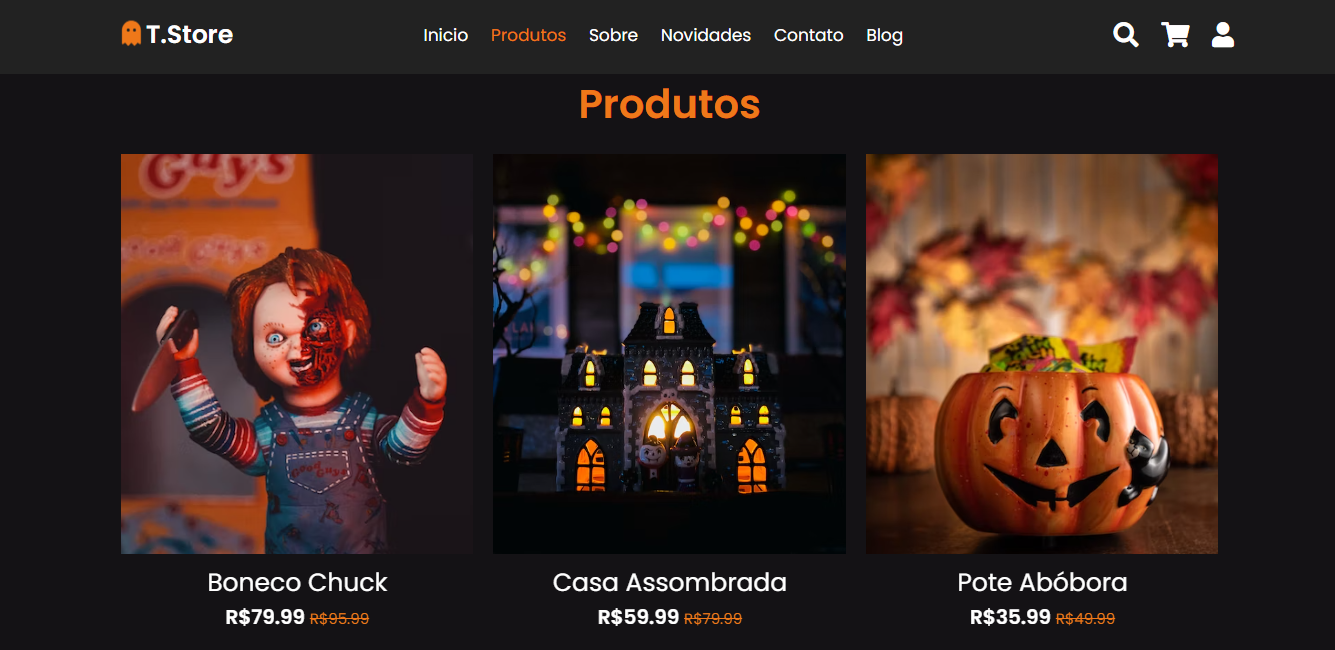 T.Store
Inicio Produtos Sobre Novidades Contato Blog
Produtos
Guys
Good Guys
Boneco Chuck
R$79.99 R$95.99
Casa Assombrada
R$59.99 R$79.99
Pote Abóbora
R$35.99 R$49.99